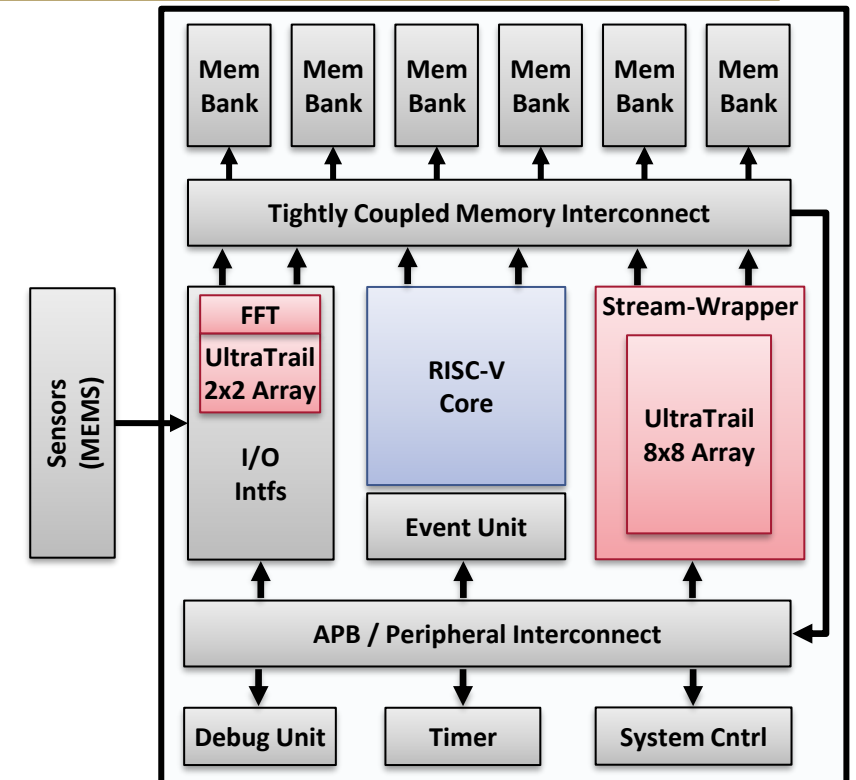 Mem
Bank
Mem
Bank
Mem
Bank
Mem
Bank
Mem
Bank
Mem
Bank
Tightly Coupled Memory Interconnect
Sensors
(MEMS)
FFT
UltraTrail
2x2 Array
I/O
Intfs
RISC-V
Core
Event Unit
Stream-Wrapper
UltraTrail
8x8 Array
APB / Peripheral Interconnect
Debug Unit
Timer
System Cntrl